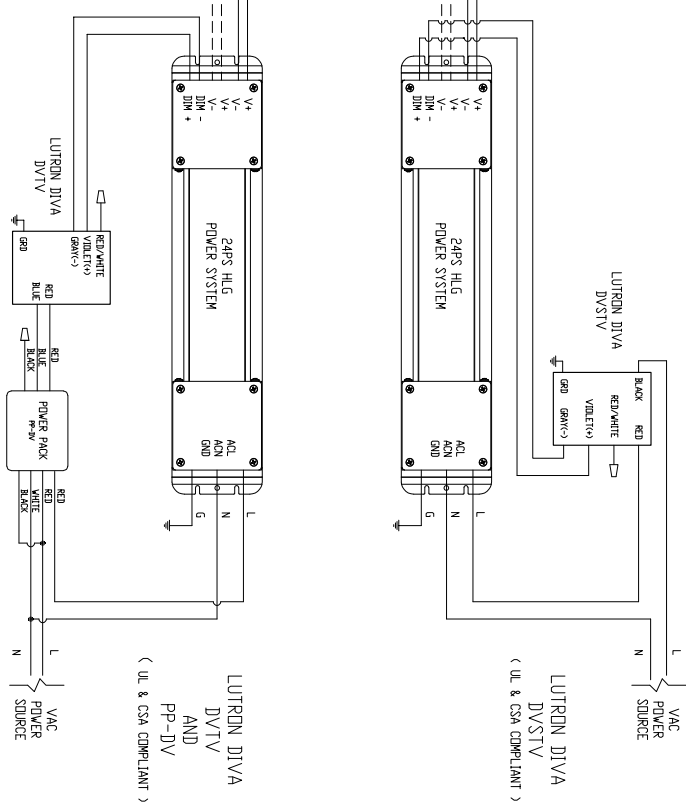 VAC
POWER
SOURCE
L
N
LUTRON DIVA
DVSTV
BLACK
RED
RED/WHITE
VIOLET(+)
GRD
GRAY(-)
LUTRON DIVA
DVSTV
( UL & CSA COMPLIANT )
V+
V-
V+
V-
DIM -
DIM +
24PS HLG
POWER SYSTEM
ACL
ACN
GND
L
N
G
V+
V-
V+
V-
DIM -
DIM +
24PS HLG
POWER SYSTEM
ACL
ACN
GND
L
N
G
LUTRON DIVA
DVTV
AND
PP-DV
( UL & CSA COMPLIANT )
LUTRON DIVA
DVTV
RED/WHITE
VIOLET(+)
GRAY(-)
GRD
RED
BLUE
RED
BLUE
BLACK
POWER PACK
PP-DV
RED
RED
WHITE
BLACK
L
N
VAC
POWER
SOURCE